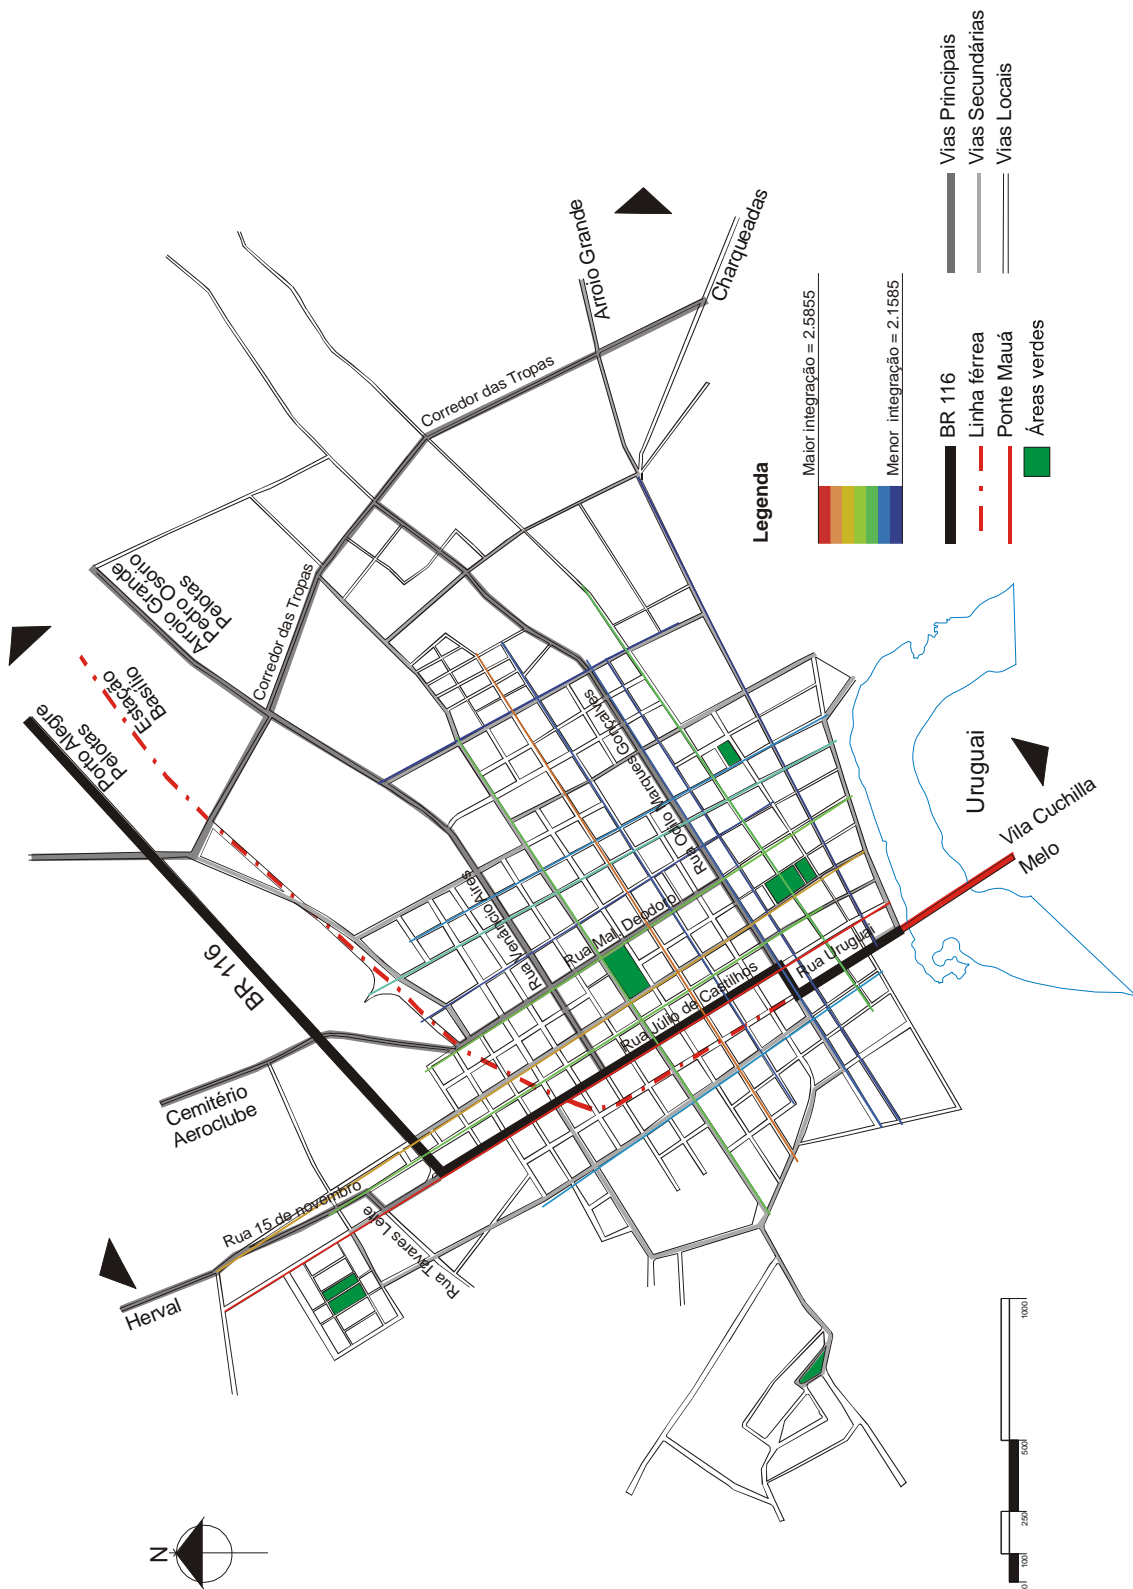 Porto Alegre
Pelotas
Estação
Basílio
Arroio Grande
Pedro Osorio
Pelotas
Corredor das Tropas
Corredor das Tropas
Arroio Grande
Charqueadas
BR 116
Cemitério
Aeroclube
Herval
Rua 15 de novembro
Rua Tavares Leite
Rua Venâncio Aires
Rua Mal. Deodoro
Rua Odilo Marques Gonçalves
Rua Júlio de Castilhos
Rua Uruguai
Uruguai
Vila Cuchilla
Melo
Legenda
Maior integração = 2.5855
Menor integração = 2.1585
BR 116
Linha férrea
Ponte Mauá
Áreas verdes
Vias Principais
Vias Secundárias
Vias Locais
N
0 100 250 500 1000